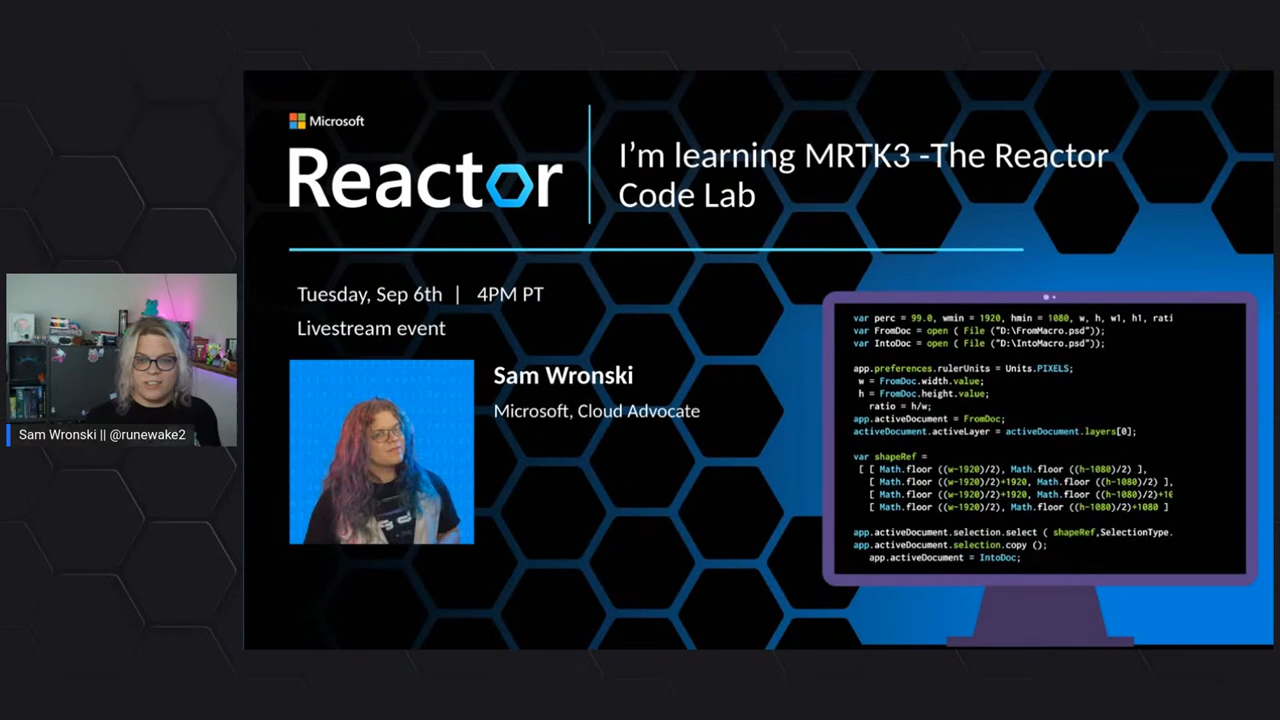 Microsoft
Reactor
I'm learning MRTK3 -The Reactor
Code Lab
Tuesday, Sep 6th | 4PM PT
Livestream event
Sam Wronski
Microsoft, Cloud Advocate
Sam Wronski || @runewake2
var perc = 99.0, wmin = 1920, hmin = 1080, w, h, w1, h1, rati
var FromDoc = open ( File ("D:\FromMacro.psd"));
var IntoDoc = open ( File ("D:\IntoMacro.psd"));
app.preferences.rulerUnits = Units.PIXELS;
w = FromDoc.width.value;
h = FromDoc.height.value;
ratio = h/w;
app.activeDocument = FromDoc;
activeDocument.activeLayer = activeDocument.layers[0];
var shapeRef =
[ [ Math.floor ((w-1920)/2), Math.floor ((h-1080)/2) ],
[ Math.floor ((w-1920)/2)+1920, Math.floor ((h-1080)/2) ],
[ Math.floor ((w-1920)/2)+1920, Math.floor ((h-1080)/2)+10
[ Math.floor ((w-1920)/2), Math.floor ((h-1080)/2)+1080 ]
app.activeDocument.selection.select ( shapeRef,SelectionType.
app.activeDocument.selection.copy ();
app.activeDocument = IntoDoc;